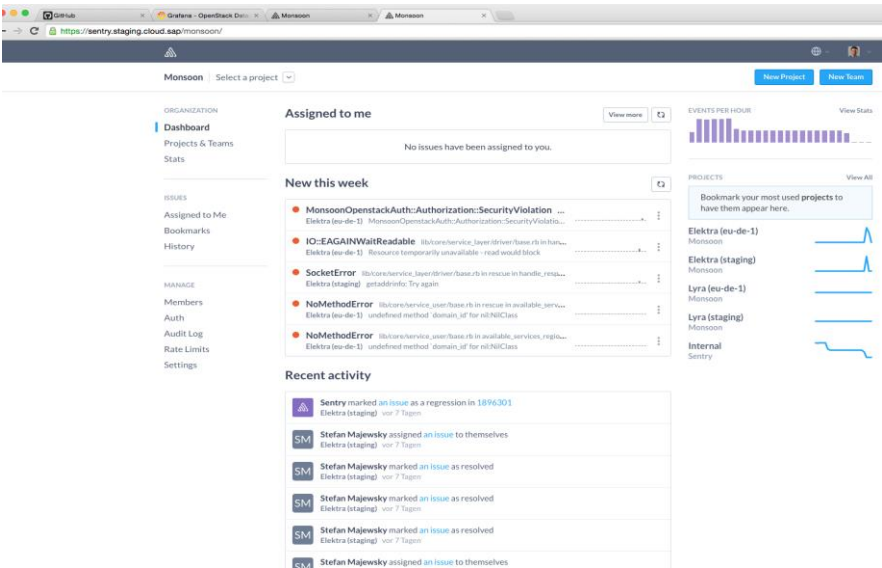 GitHub
Grafana - OpenStack Data
Monsoon
Monsoon
https://sentry.staging.cloud.sap/monsoon/
Monsoon Select a project
New Project
New Team
ORGANIZATION
Dashboard
Projects & Teams
Stats
ISSUES
Assigned to Me
Bookmarks
History
MANAGE
Members
Auth
Audit Log
Rate Limits
Settings
Assigned to me
View more
No issues have been assigned to you.
New this week
MonsoonOpenstackAuth::Authorization::SecurityViolation ...
Elektra (eu-de-1) MonsoonOpenstackAuth::Authorization::SecurityViolatio...
IO::EAGAINWaitReadable lib/core/service_layer/driver/base.rb in han...
Elektra (eu-de-1) Resource temporarily unavailable - read would block
SocketError lib/core/service_layer/driver/base.rb in rescue in handle_resp...
Elektra (staging) getaddrinfo: Try again
NoMethodError lib/core/service_user/base.rb in rescue in available_serv...
Elektra (eu-de-1) undefined method `domain_id' for nil:NilClass
NoMethodError lib/core/service_user/base.rb in available_services_regio...
Elektra (eu-de-1) undefined method `domain_id' for nil:NilClass
Recent activity
Sentry marked an issue as a regression in 1896301
Elektra (staging) vor 7 Tagen
SM
Stefan Majewsky assigned an issue to themselves
Elektra (staging) vor 7 Tagen
SM
Stefan Majewsky marked an issue as resolved
Elektra (staging) vor 7 Tagen
SM
Stefan Majewsky marked an issue as resolved
Elektra (staging) vor 7 Tagen
SM
Stefan Majewsky marked an issue as resolved
Elektra (staging) vor 7 Tagen
SM
Stefan Majewsky assigned an issue to themselves
EVENTS PER HOUR
View Stats
PROJECTS
View All
Bookmark your most used projects to
have them appear here.
Elektra (eu-de-1)
Monsoon
Elektra (staging)
Monsoon
Lyra (eu-de-1)
Monsoon
Lyra (staging)
Monsoon
Internal
Sentry